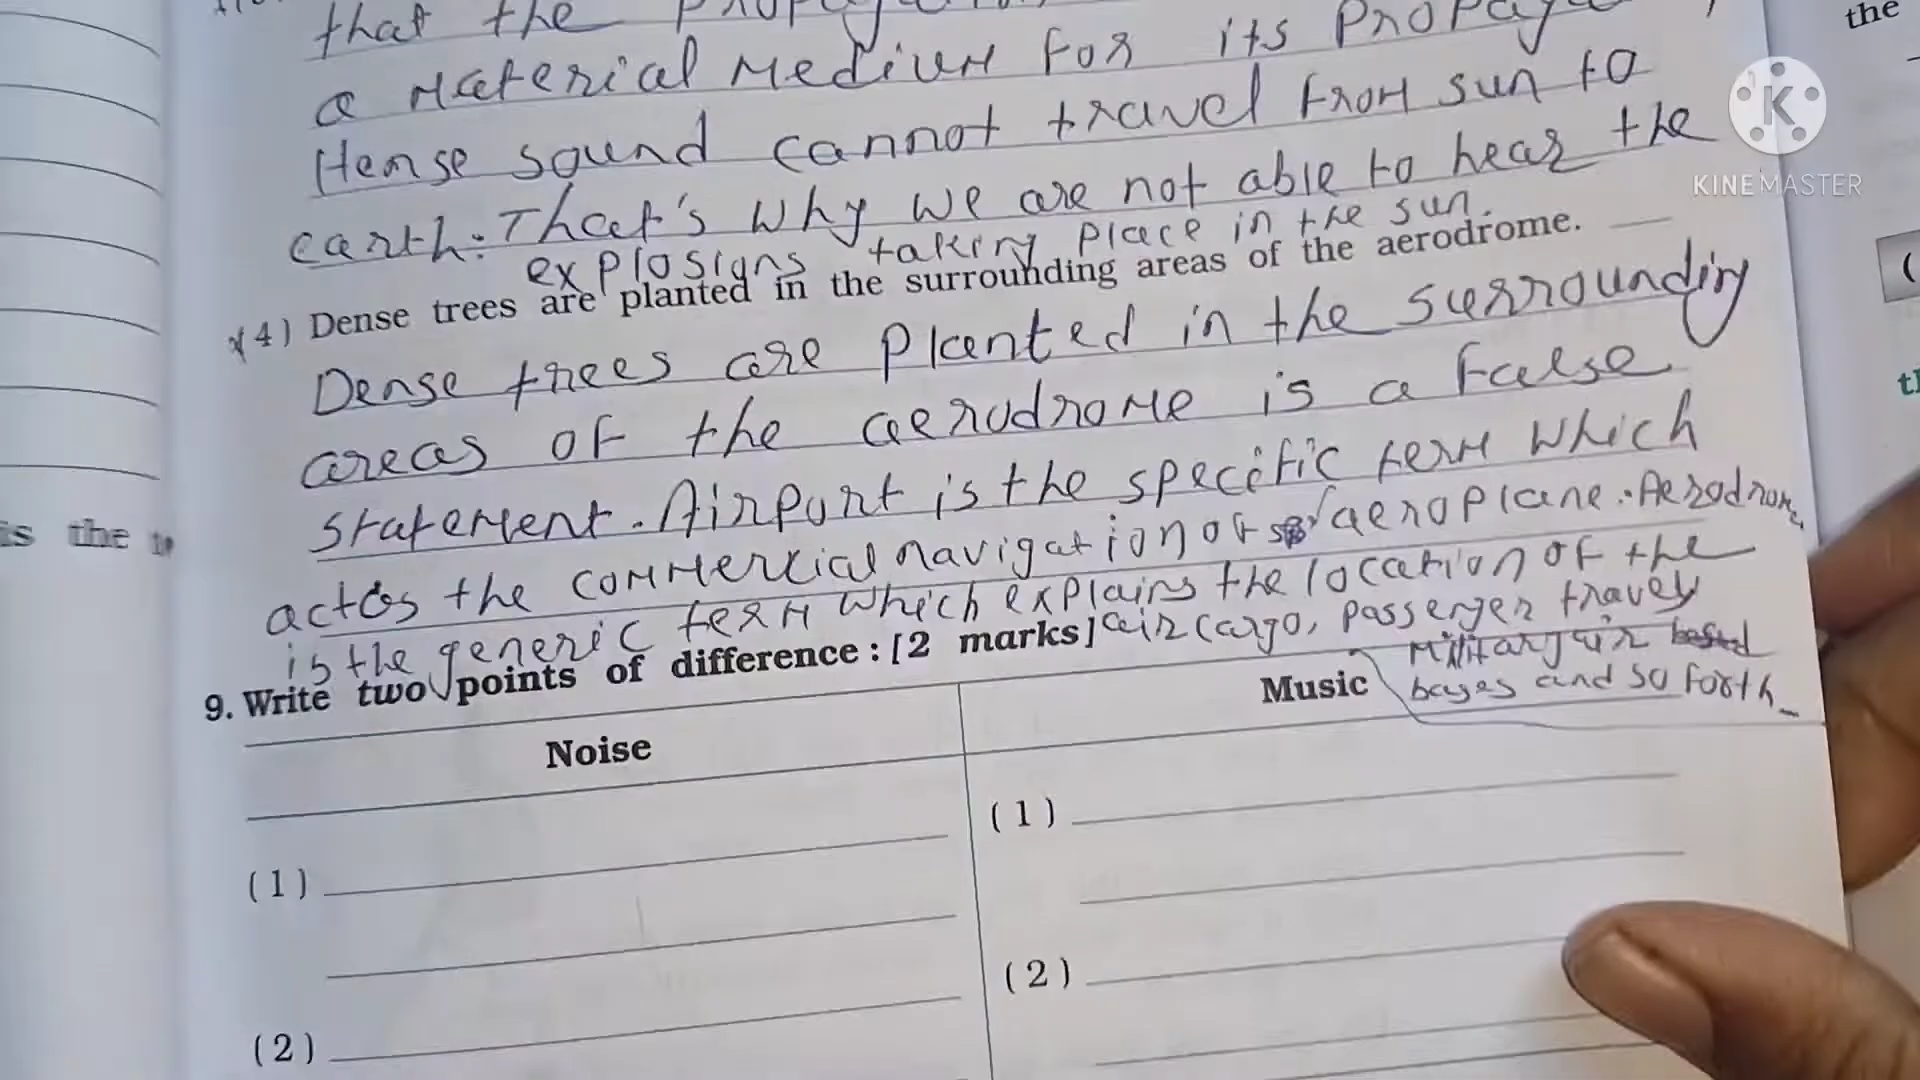 that the
a material medium for its
Hense sound cannot travel from sun to
earth. That's why we are not able to hear the
explosigns taking place in the sun.
(4) Dense trees are planted in the surrounding areas of the aerodrome.
Dense trees are planted in the surrounding
areas of the aerodrome is a false
statement. Airport is the specific term which
actos the commercial navigation of aeroplane. Aerodrome
is the generic term which explains the location of the
air cargo, passenger travel
military air
bases and so forth
9. Write two points of difference : [2 marks]
Noise
Music
(1)
(1)
(2)
(2)
the
(
is the
KINEMASTER
K